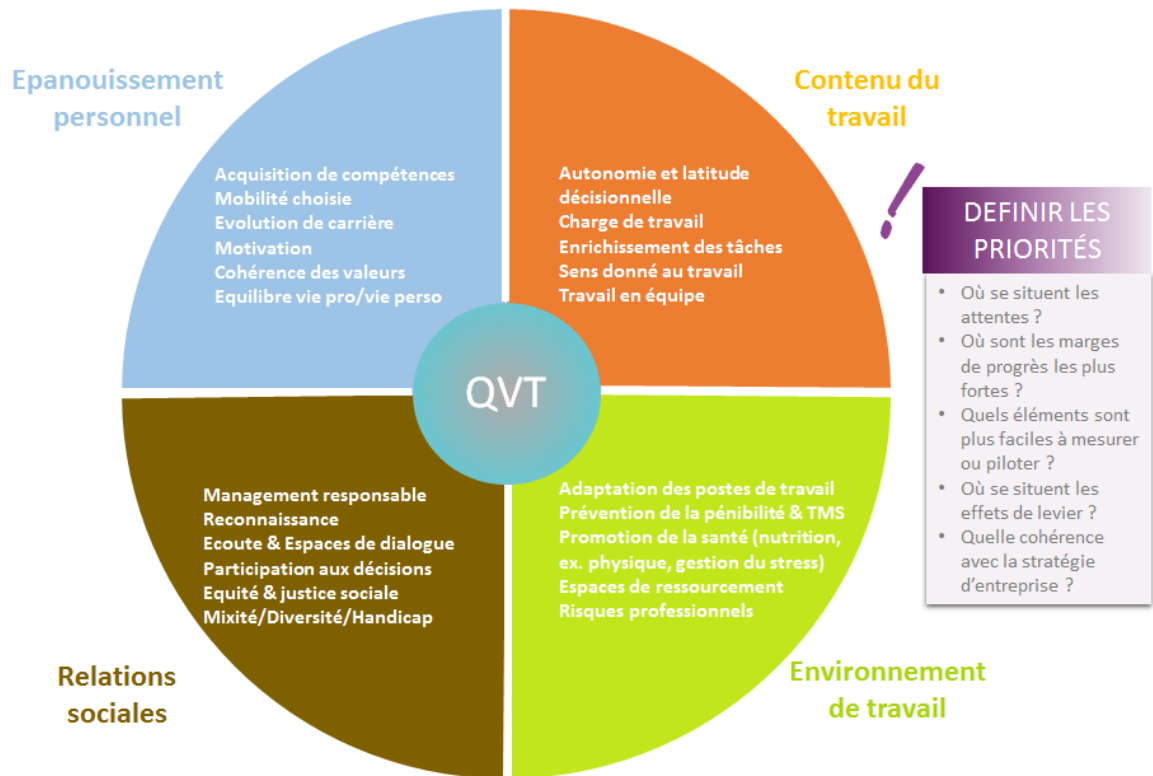 Epanouissement
personnel
Acquisition de compétences
Mobilité choisie
Evolution de carrière
Motivation
Cohérence des valeurs
Equilibre vie pro/vie perso
Contenu du
travail
Autonomie et latitude
décisionnelle
Charge de travail
Enrichissement des tâches
Sens donné au travail
Travail en équipe
QVT
Management responsable
Reconnaissance
Ecoute & Espaces de dialogue
Participation aux décisions
Equité & justice sociale
Mixité/Diversité/Handicap
Relations
sociales
Adaptation des postes de travail
Prévention de la pénibilité & TMS
Promotion de la santé (nutrition,
ex. physique, gestion du stress)
Espaces de ressourcement
Risques professionnels
Environnement
de travail
!
DEFINIR LES
PRIORITÉS
• Où se situent les
attentes ?
• Où sont les marges
de progrès les plus
fortes ?
• Quels éléments sont
plus faciles à mesurer
ou piloter ?
• Où se situent les
effets de levier ?
• Quelle cohérence
avec la stratégie
d'entreprise ?